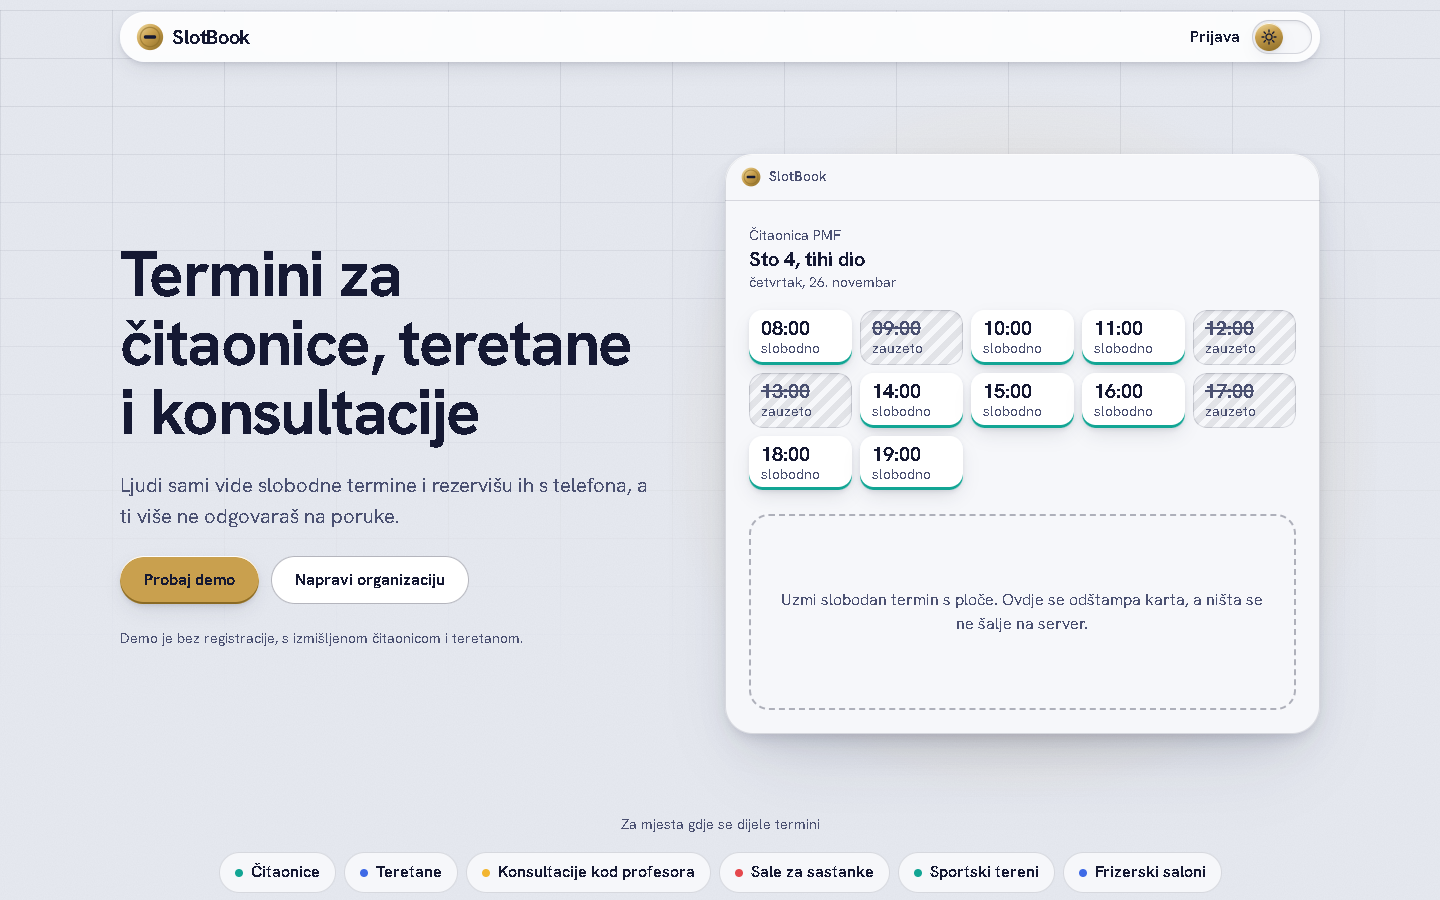 SlotBook
Prijava
Termini za
čitaonice, teretane
i konsultacije
Ljudi sami vide slobodne termine i rezervišu ih s telefona, a
ti više ne odgovaraš na poruke.
Probaj demo
Napravi organizaciju
Demo je bez registracije, s izmišljenom čitaonicom i teretanom.
SlotBook
Čitaonica PMF
Sto 4, tihi dio
četvrtak, 26. novembar
08:00 09:00 10:00 11:00 12:00
slobodno zauzeto slobodno slobodno zauzeto
13:00 14:00 15:00 16:00 17:00
zauzeto slobodno slobodno slobodno zauzeto
18:00 19:00
slobodno slobodno
Uzmi slobodan termin s ploče. Ovdje se odštampa karta, a ništa se
ne šalje na server.
Za mjesta gdje se dijele termini
Čitaonice
Teretane
Konsultacije kod profesora
Sale za sastanke
Sportski tereni
Frizerski saloni